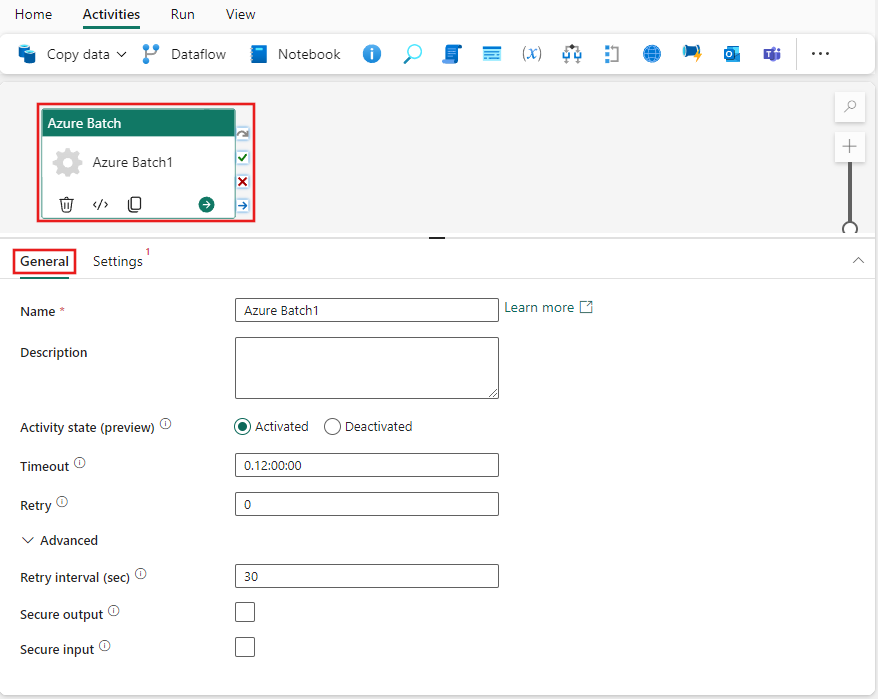 Home Activities Run View
Copy data Dataflow Notebook (x)
Azure Batch
Azure Batch1
General Settings 1
Name * Azure Batch1 Learn more
Description
Activity state (preview) Activated Deactivated
Timeout 0.12:00:00
Retry 0
Advanced
Retry interval (sec) 30
Secure output
Secure input